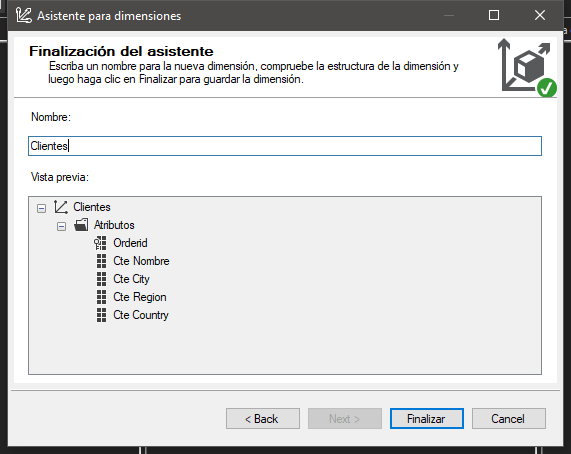 Asistente para dimensiones
Finalización del asistente
Escriba un nombre para la nueva dimensión, compruebe la estructura de la dimensión y
luego haga clic en Finalizar para guardar la dimensión.
Nombre:
Clientes
Vista previa:
Clientes
Atributos
Orderid
Cte Nombre
Cte City
Cte Region
Cte Country
< Back
Next >
Finalizar
Cancel